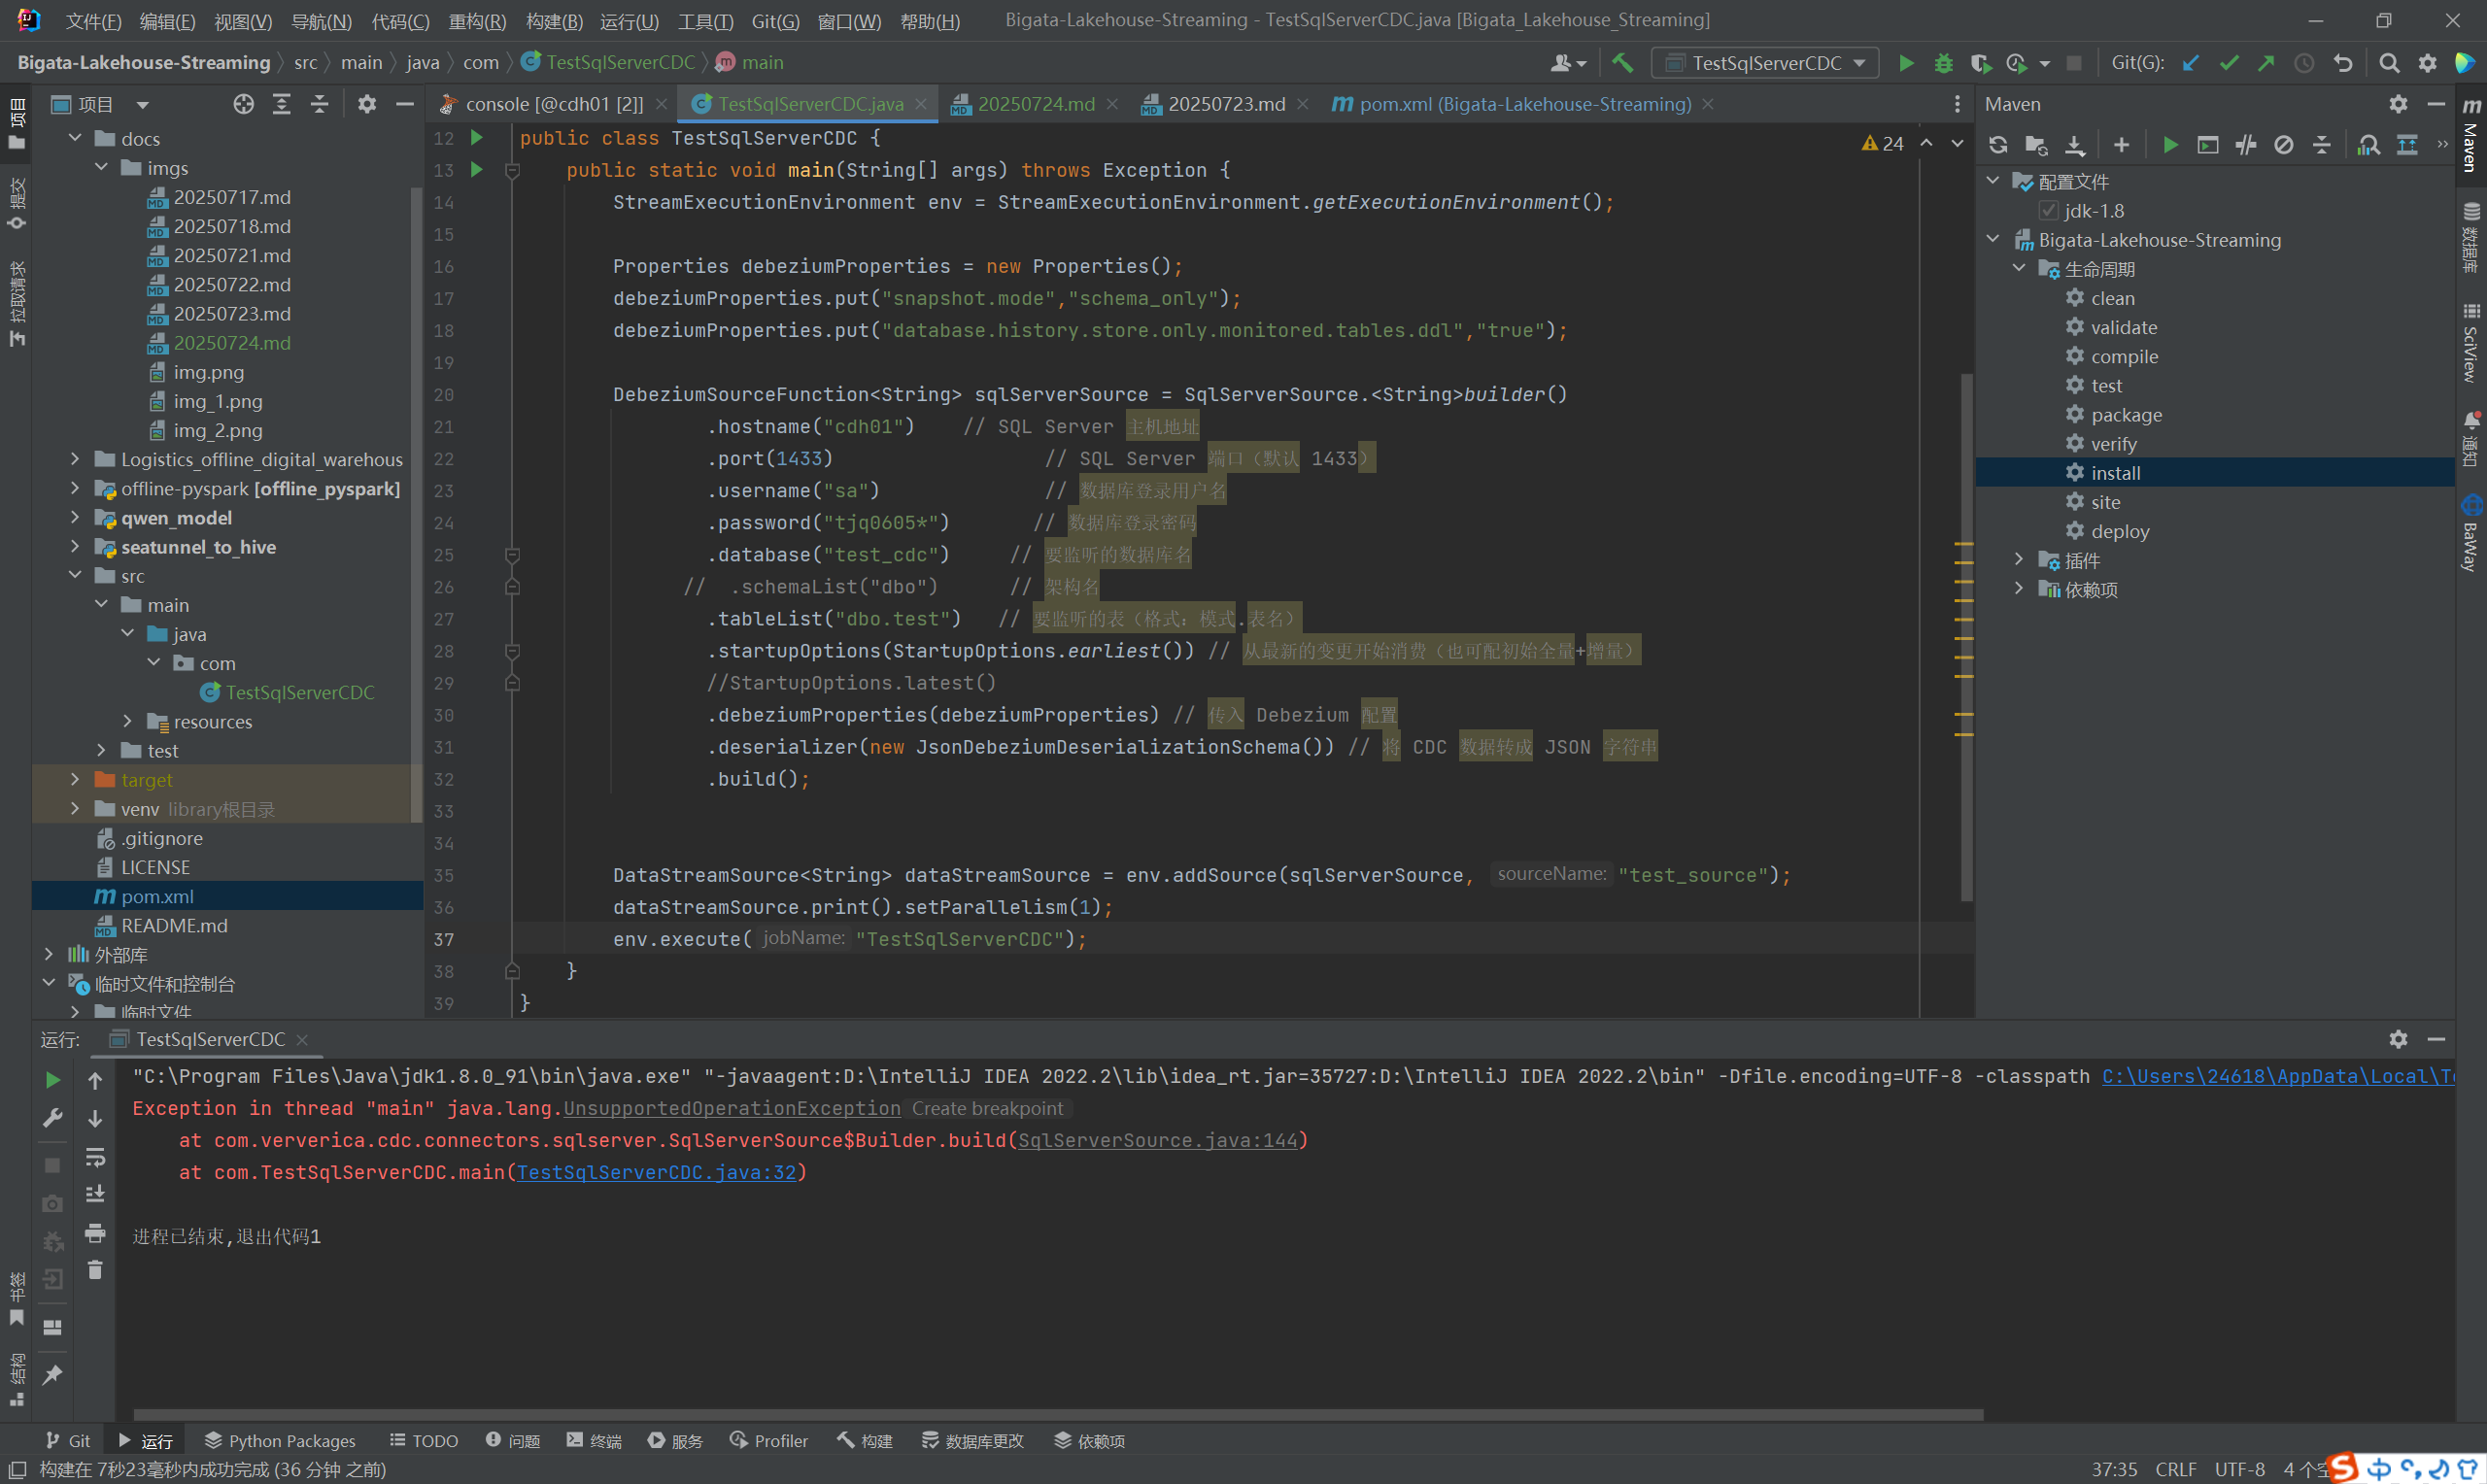 文件(F) 编辑(E) 视图(V) 导航(N) 代码(C) 重构(R) 构建(B) 运行(U) 工具(T) Git(G) 窗口(W) 帮助(H) Bigata-Lakehouse-Streaming - TestSqlServerCDC.java [Bigata_Lakehouse_Streaming]
Bigata-Lakehouse-Streaming src main java com TestSqlServerCDC main TestSqlServerCDC Git(G):
项目
console [@cdh01 [2]] TestSqlServerCDC.java 20250724.md 20250723.md pom.xml (Bigata-Lakehouse-Streaming)
Maven
项目
提交
拉取请求
书签
结构
docs
imgs
20250717.md
20250718.md
20250721.md
20250722.md
20250723.md
20250724.md
img.png
img_1.png
img_2.png
Logistics_offline_digital_warehous
offline-pyspark [offline_pyspark]
qwen_model
seatunnel_to_hive
src
main
java
com
TestSqlServerCDC
resources
test
target
venv library根目录
.gitignore
LICENSE
pom.xml
README.md
外部库
临时文件和控制台
临时文件
24
12 public class TestSqlServerCDC {
13 public static void main(String[] args) throws Exception {
14 StreamExecutionEnvironment env = StreamExecutionEnvironment.getExecutionEnvironment();
15
16 Properties debeziumProperties = new Properties();
17 debeziumProperties.put("snapshot.mode","schema_only");
18 debeziumProperties.put("database.history.store.only.monitored.tables.ddl","true");
19
20 DebeziumSourceFunction<String> sqlServerSource = SqlServerSource.<String>builder()
21 .hostname("cdh01") // SQL Server 主机地址
22 .port(1433) // SQL Server 端口（默认 1433）
23 .username("sa") // 数据库登录用户名
24 .password("tjq0605*") // 数据库登录密码
25 .database("test_cdc") // 要监听的数据库名
26 // .schemaList("dbo") // 架构名
27 .tableList("dbo.test") // 要监听的表（格式：模式.表名）
28 .startupOptions(StartupOptions.earliest()) // 从最新的变更开始消费（也可配初始全量+增量）
29 //StartupOptions.latest()
30 .debeziumProperties(debeziumProperties) // 传入 Debezium 配置
31 .deserializer(new JsonDebeziumDeserializationSchema()) // 将 CDC 数据转成 JSON 字符串
32 .build();
33
34
35 DataStreamSource<String> dataStreamSource = env.addSource(sqlServerSource, sourceName: "test_source");
36 dataStreamSource.print().setParallelism(1);
37 env.execute( jobName: "TestSqlServerCDC");
38 }
39 }
配置文件
jdk-1.8
Bigata-Lakehouse-Streaming
生命周期
clean
validate
compile
test
package
verify
install
site
deploy
插件
依赖项
Maven
数据库
SciView
通知
BaWay
运行: TestSqlServerCDC
"C:\Program Files\Java\jdk1.8.0_91\bin\java.exe" "-javaagent:D:\IntelliJ IDEA 2022.2\lib\idea_rt.jar=35727:D:\IntelliJ IDEA 2022.2\bin" -Dfile.encoding=UTF-8 -classpath C:\Users\24618\AppData\Local\Te
Exception in thread "main" java.lang.UnsupportedOperationException Create breakpoint
at com.ververica.cdc.connectors.sqlserver.SqlServerSource$Builder.build(SqlServerSource.java:144)
at com.TestSqlServerCDC.main(TestSqlServerCDC.java:32)
进程已结束,退出代码1
Git 运行 Python Packages TODO 问题 终端 服务 Profiler 构建 数据库更改 依赖项
构建在 7秒23毫秒内成功完成 (36 分钟 之前) 37:35 CRLF UTF-8 4 个空 中